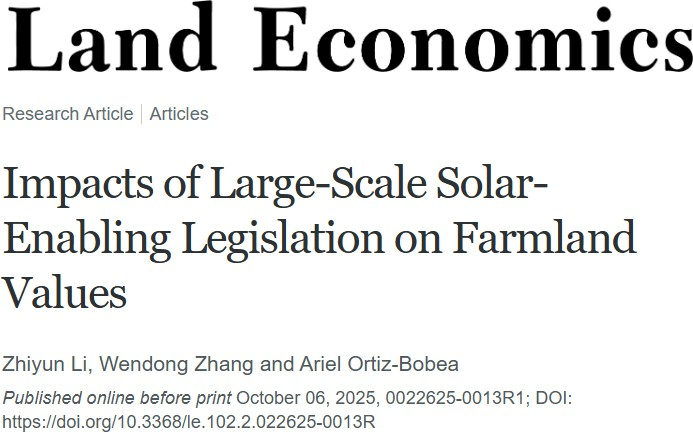 Land Economics
Research Article | Articles
Impacts of Large-Scale Solar-
Enabling Legislation on Farmland
Values
Zhiyun Li, Wendong Zhang and Ariel Ortiz-Bobea
Published online before print October 06, 2025, 0022625-0013R1; DOI:
https://doi.org/10.3368/le.102.2.022625-0013R